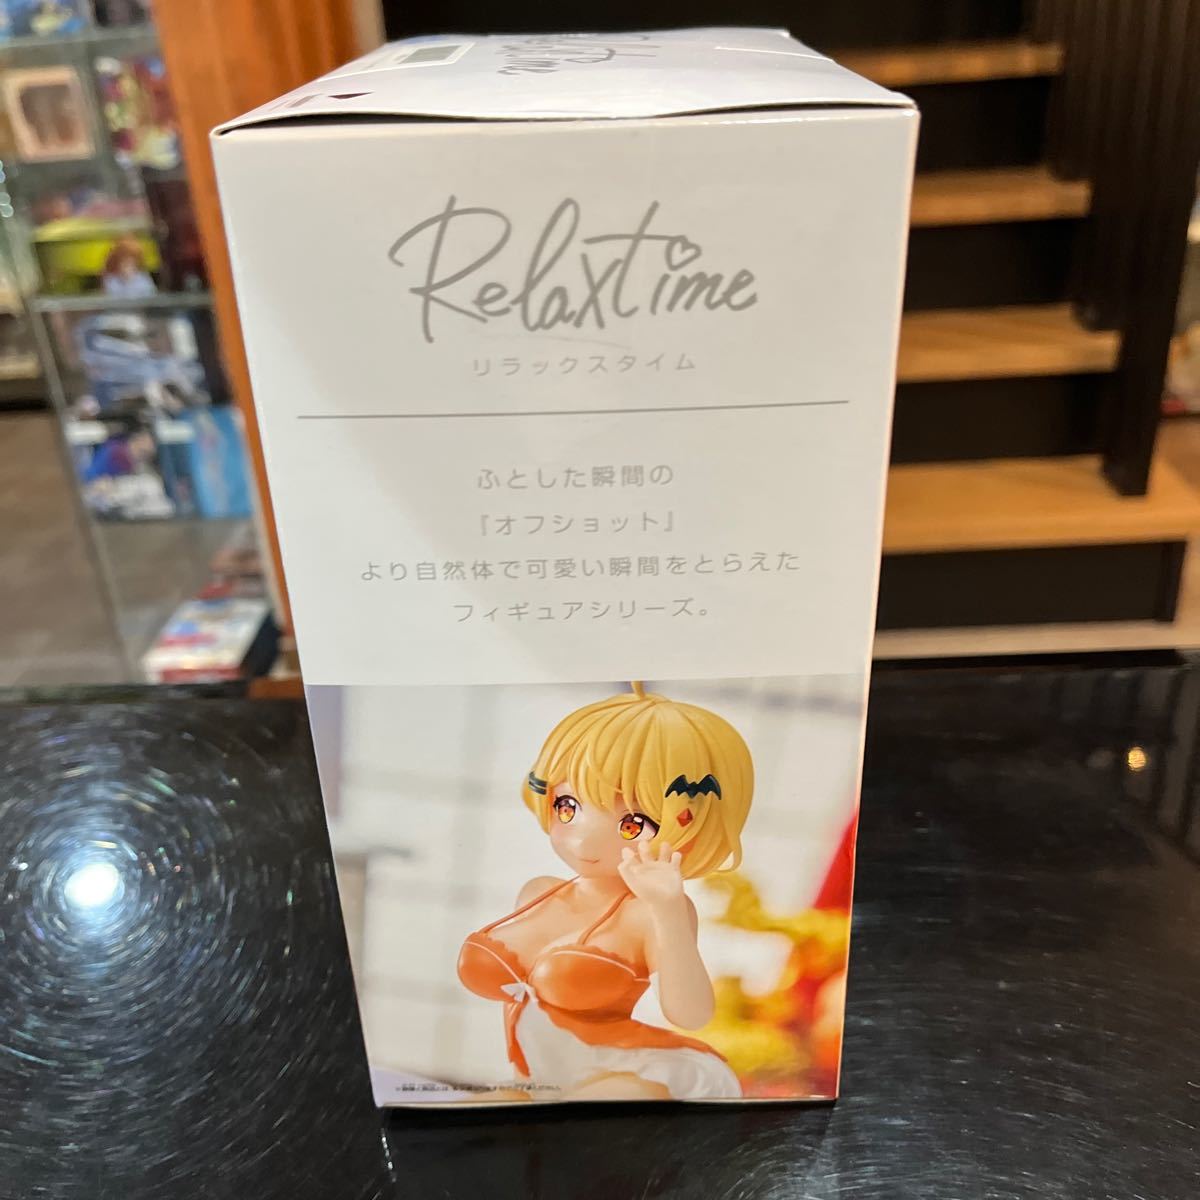 Relaxtime
リラックスタイム
ふとした瞬間の
『オフショット』
より自然体で可愛い瞬間をとらえた
フィギュアシリーズ。